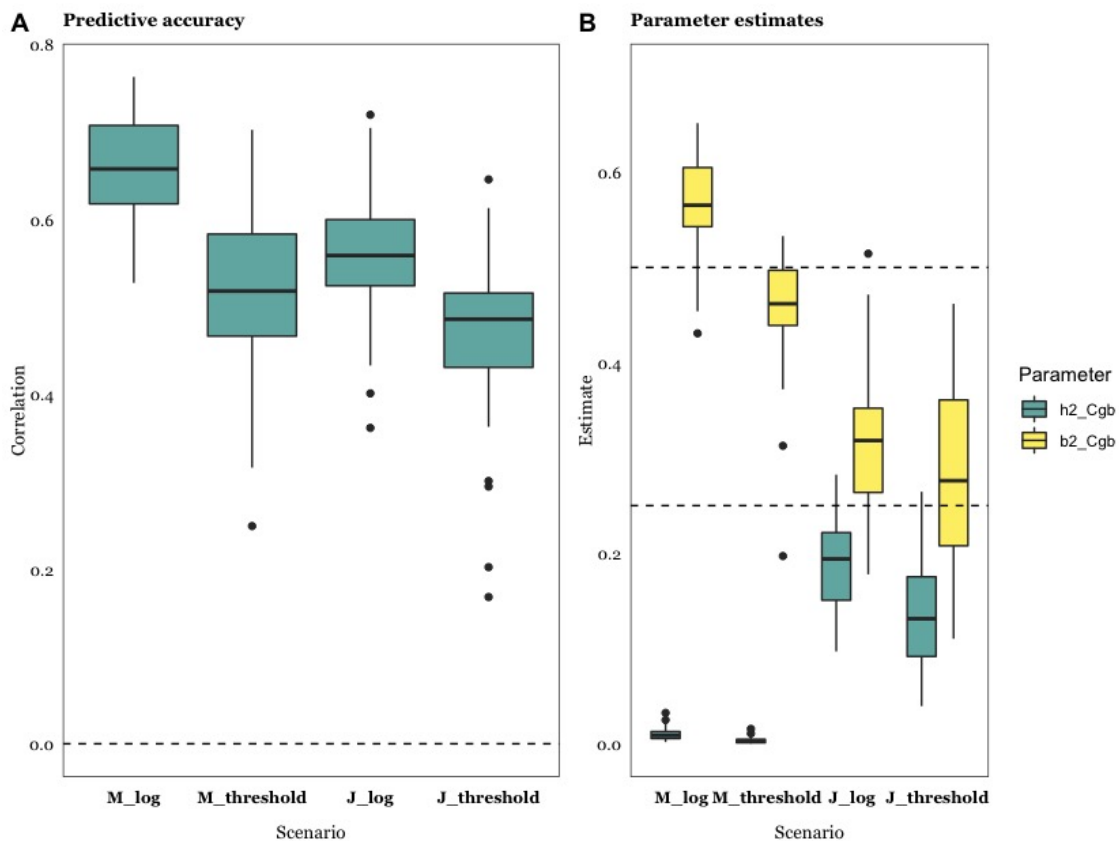 A
Predictive accuracy
0.8
0.6
0.4
0.2
0.0
Correlation
M_log
M_threshold
J_log
J_threshold
Scenario
B
Parameter estimates
0.6
0.4
0.2
0.0
Estimate
M_log
M_threshold
J_log
J_threshold
Scenario
Parameter
h2_Cgb
b2_Cgb